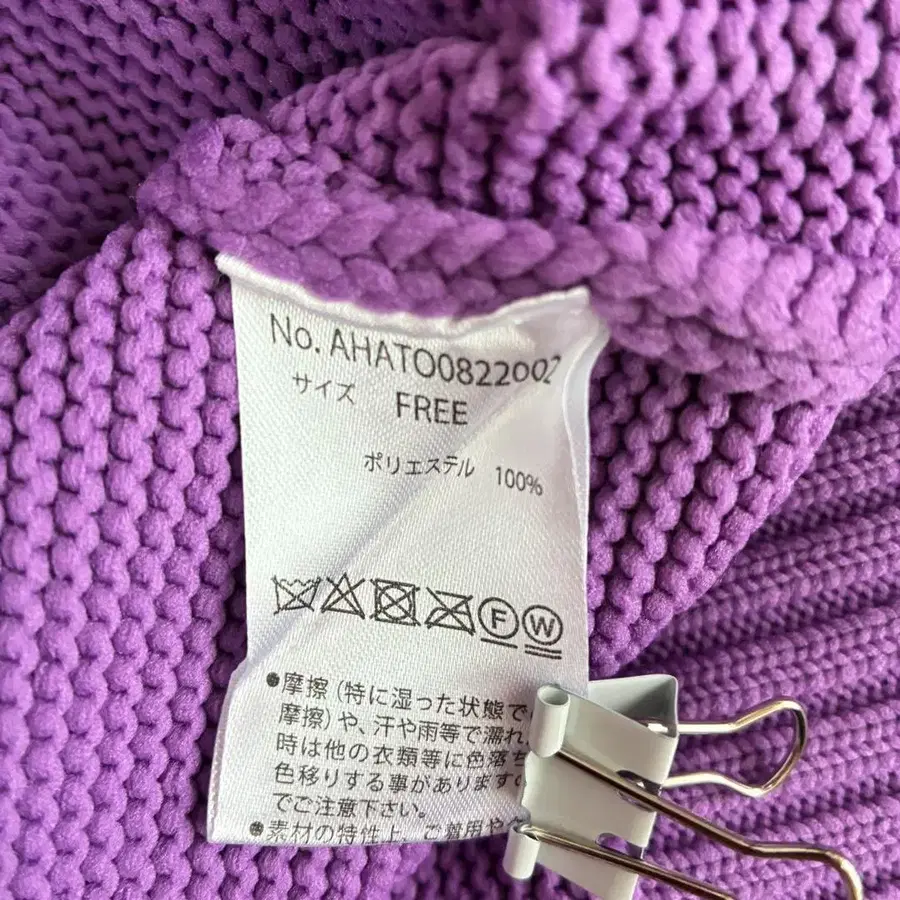 No. AHATO0822002
サイズ FREE
ポリエステル 100%
F W
●摩擦(特に湿った状態で
摩擦)や、汗や雨等で濡れ
時は他の衣類等に色落ち
色移りする事がありますの
でご注意下さい。
●素材の特性上、ご着用や